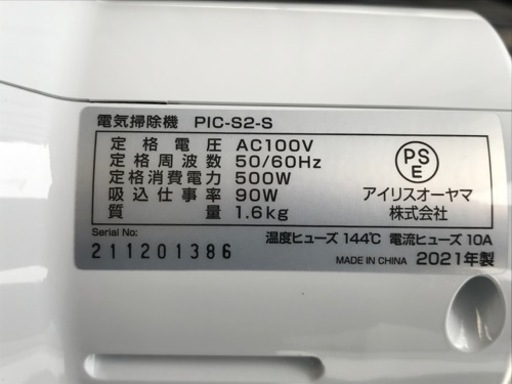 電気掃除機 PIC-S2-S
定格電圧 AC100V
定格周波数 50/60Hz
定格消費電力 500W
吸込仕事率 90W
質量 1.6kg
PS
E
アイリスオーヤマ
株式会社
Serial No:
211201386
温度ヒューズ 144℃ 電流ヒューズ 10A
MADE IN CHINA 2021年製